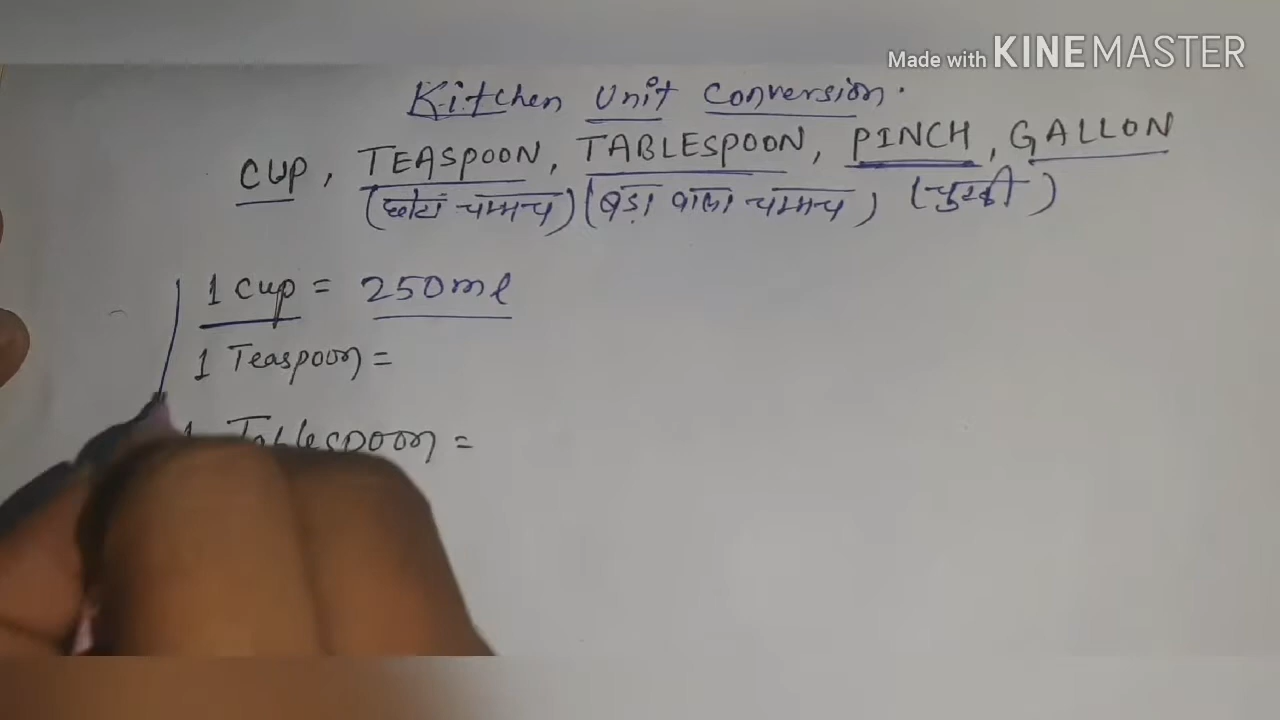 Made with KINEMASTER
Kitchen Unit Conversion.
CUP, TEASPOON, TABLESPOON, PINCH, GALLON
(छोटा चम्मच) (बड़ा वाला चम्मच) (चुटकी)
1 Cup = 250ml
1 Teaspoon =
1 Tablespoon =